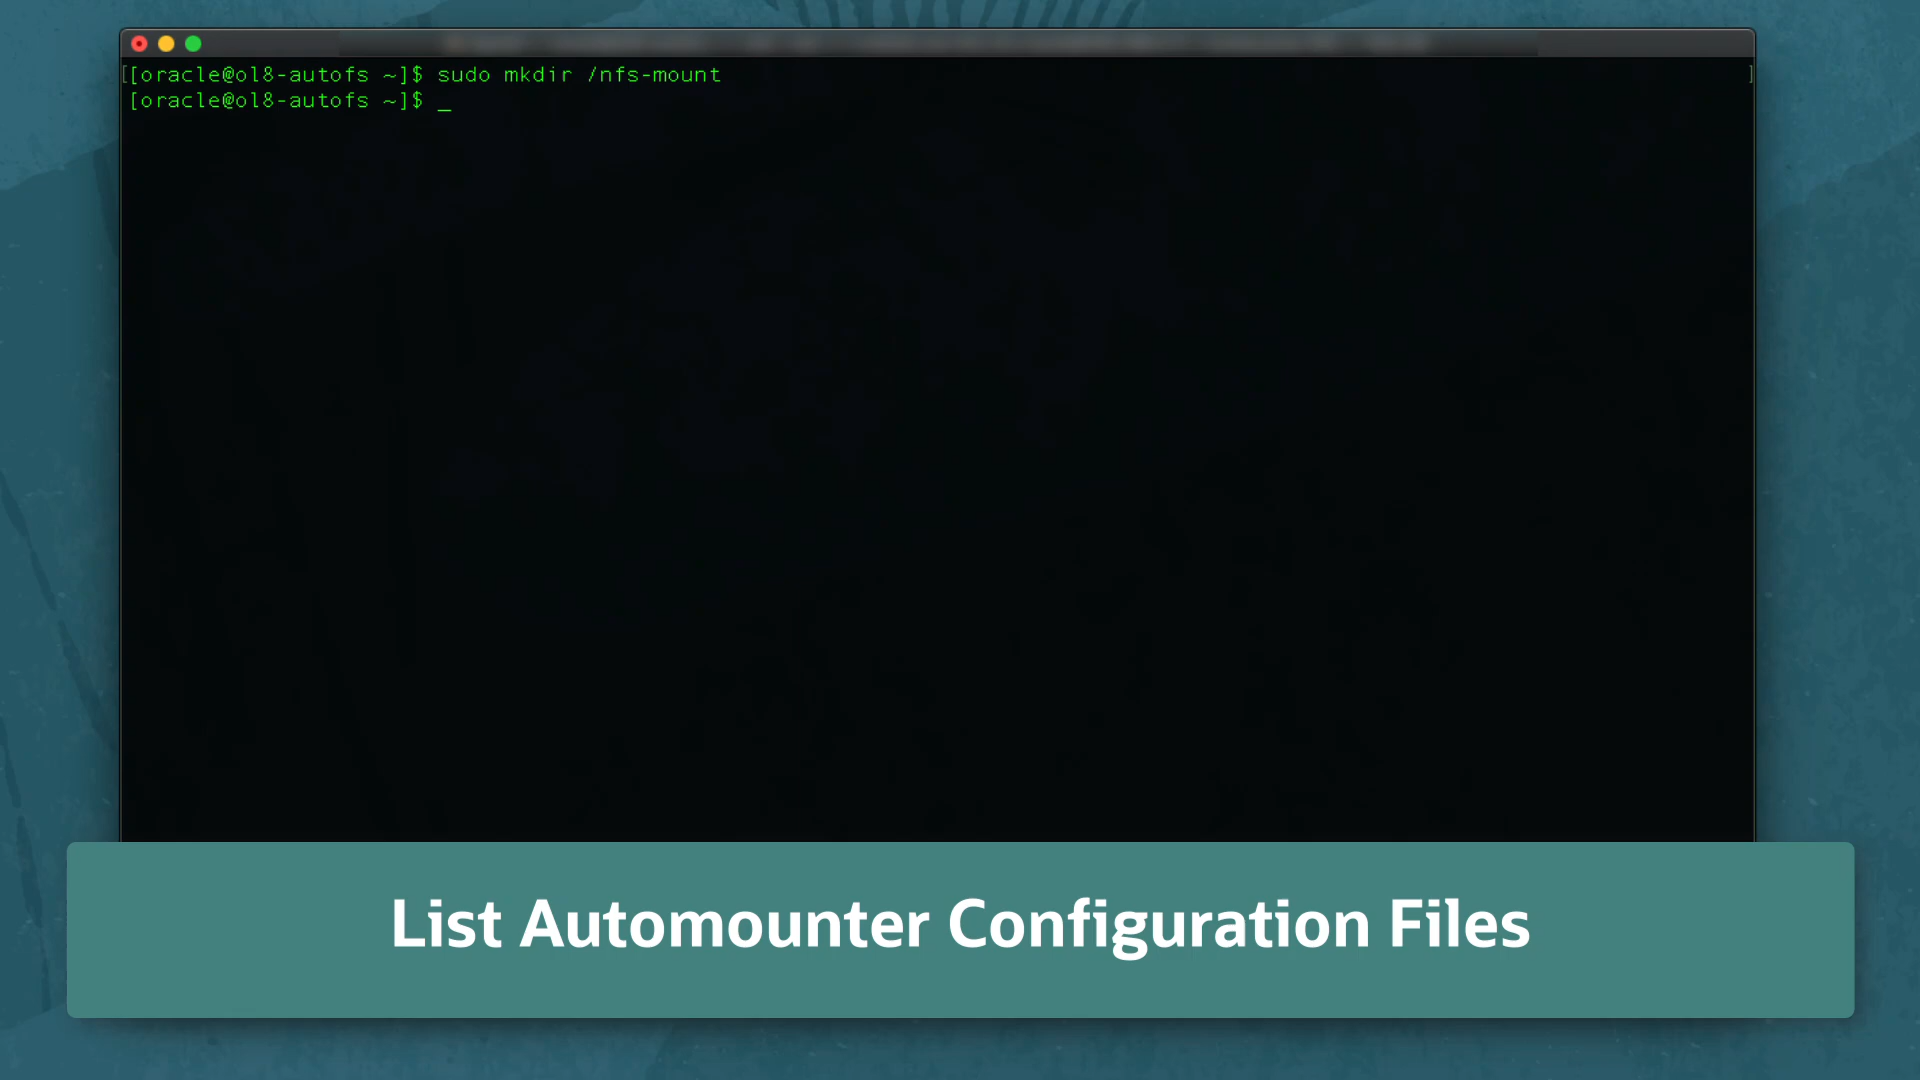 [[oracle@ol8-autofs ~]$ sudo mkdir /nfs-mount ]
[oracle@ol8-autofs ~]$ _
List Automounter Configuration Files